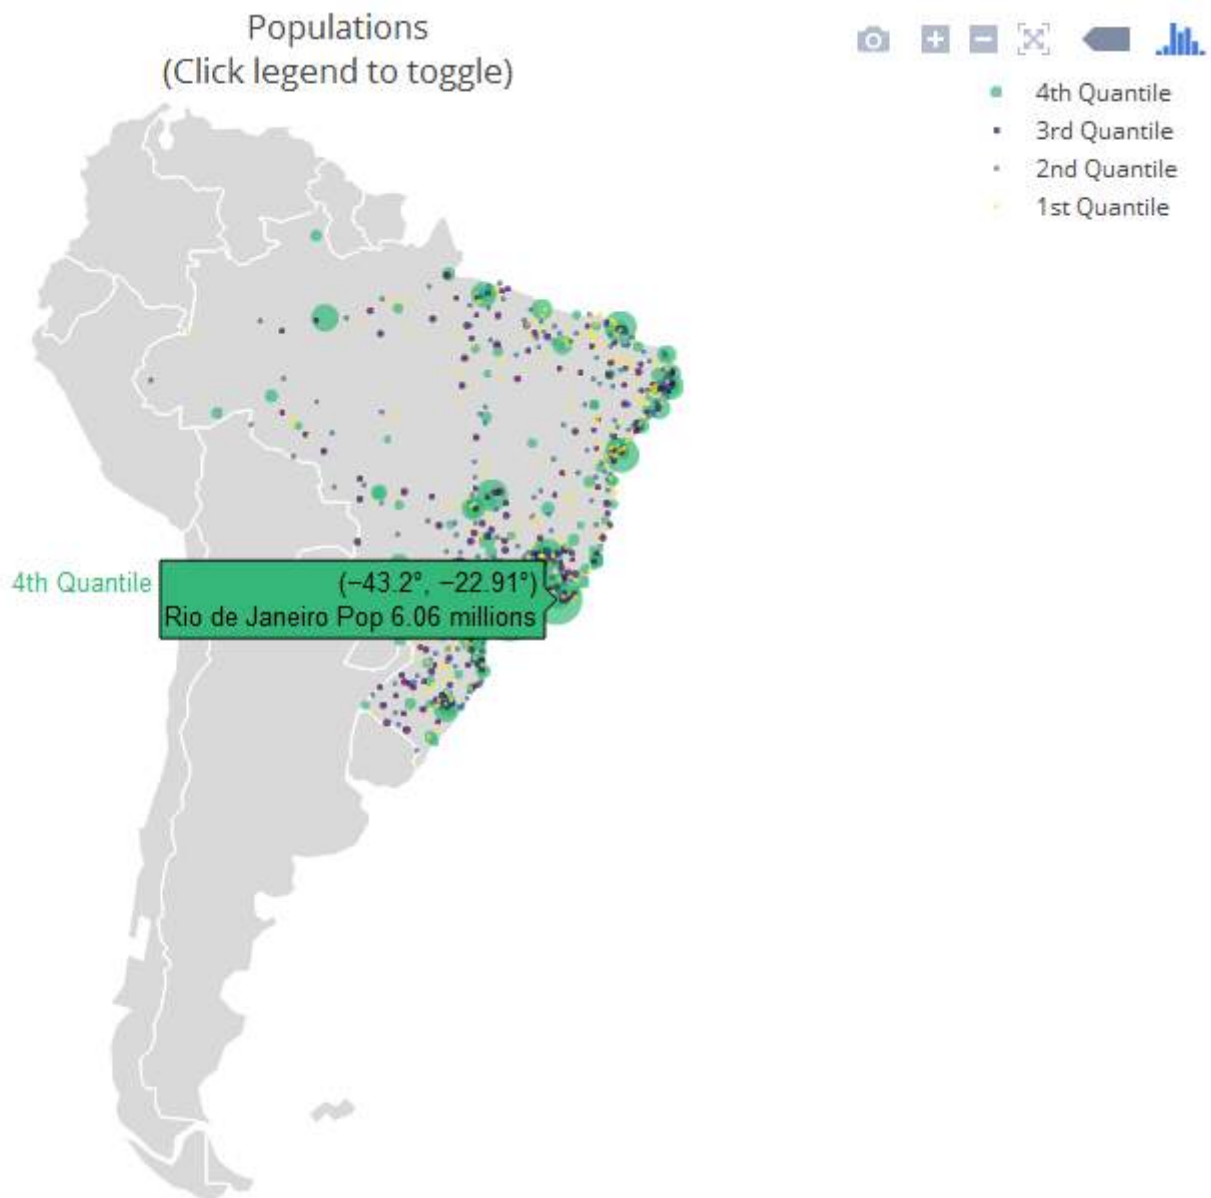 Populations
(Click legend to toggle)
4th Quantile
3rd Quantile
2nd Quantile
1st Quantile
4th Quantile
(−43.2°, −22.91°)
Rio de Janeiro Pop 6.06 millions